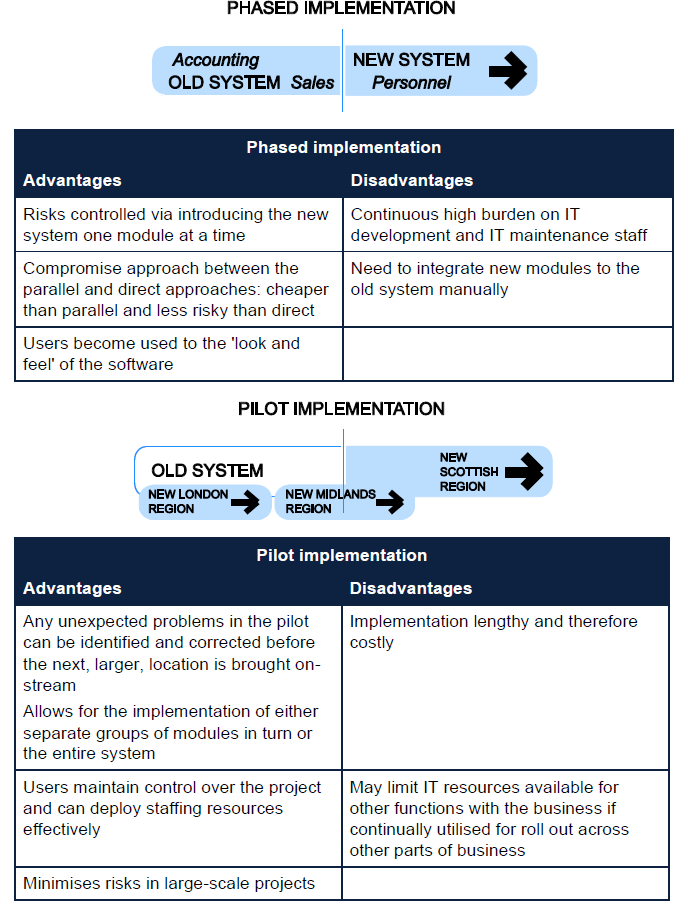 PHASED IMPLEMENTATION
Accounting
OLD SYSTEM Sales
NEW SYSTEM
Personnel
Phased implementation
Advantages
Disadvantages
Risks controlled via introducing the new
system one module at a time
Continuous high burden on IT
development and IT maintenance staff
Compromise approach between the
parallel and direct approaches: cheaper
than parallel and less risky than direct
Need to integrate new modules to the
old system manually
Users become used to the 'look and
feel' of the software
PILOT IMPLEMENTATION
OLD SYSTEM
NEW LONDON
REGION
NEW MIDLANDS
REGION
NEW
SCOTTISH
REGION
Pilot implementation
Advantages
Disadvantages
Any unexpected problems in the pilot
can be identified and corrected before
the next, larger, location is brought on-
stream
Allows for the implementation of either
separate groups of modules in turn or
the entire system
Implementation lengthy and therefore
costly
Users maintain control over the project
and can deploy staffing resources
effectively
May limit IT resources available for
other functions with the business if
continually utilised for roll out across
other parts of business
Minimises risks in large-scale projects